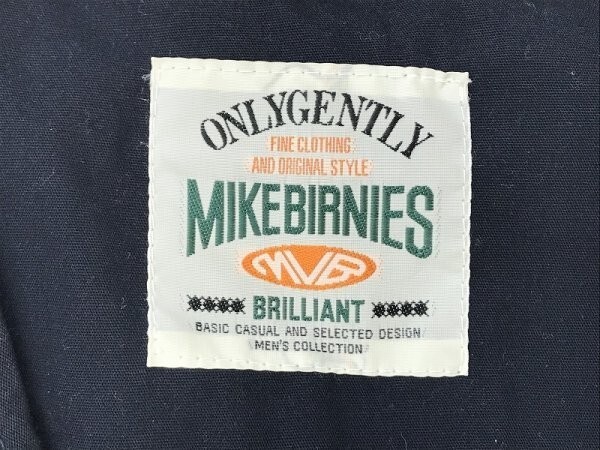 ONLYGENTLY
FINE CLOTHING
AND ORIGINAL STYLE
MIKEBIRNIES
MVB
BRILLIANT
BASIC CASUAL AND SELECTED DESIGN
MEN'S COLLECTION